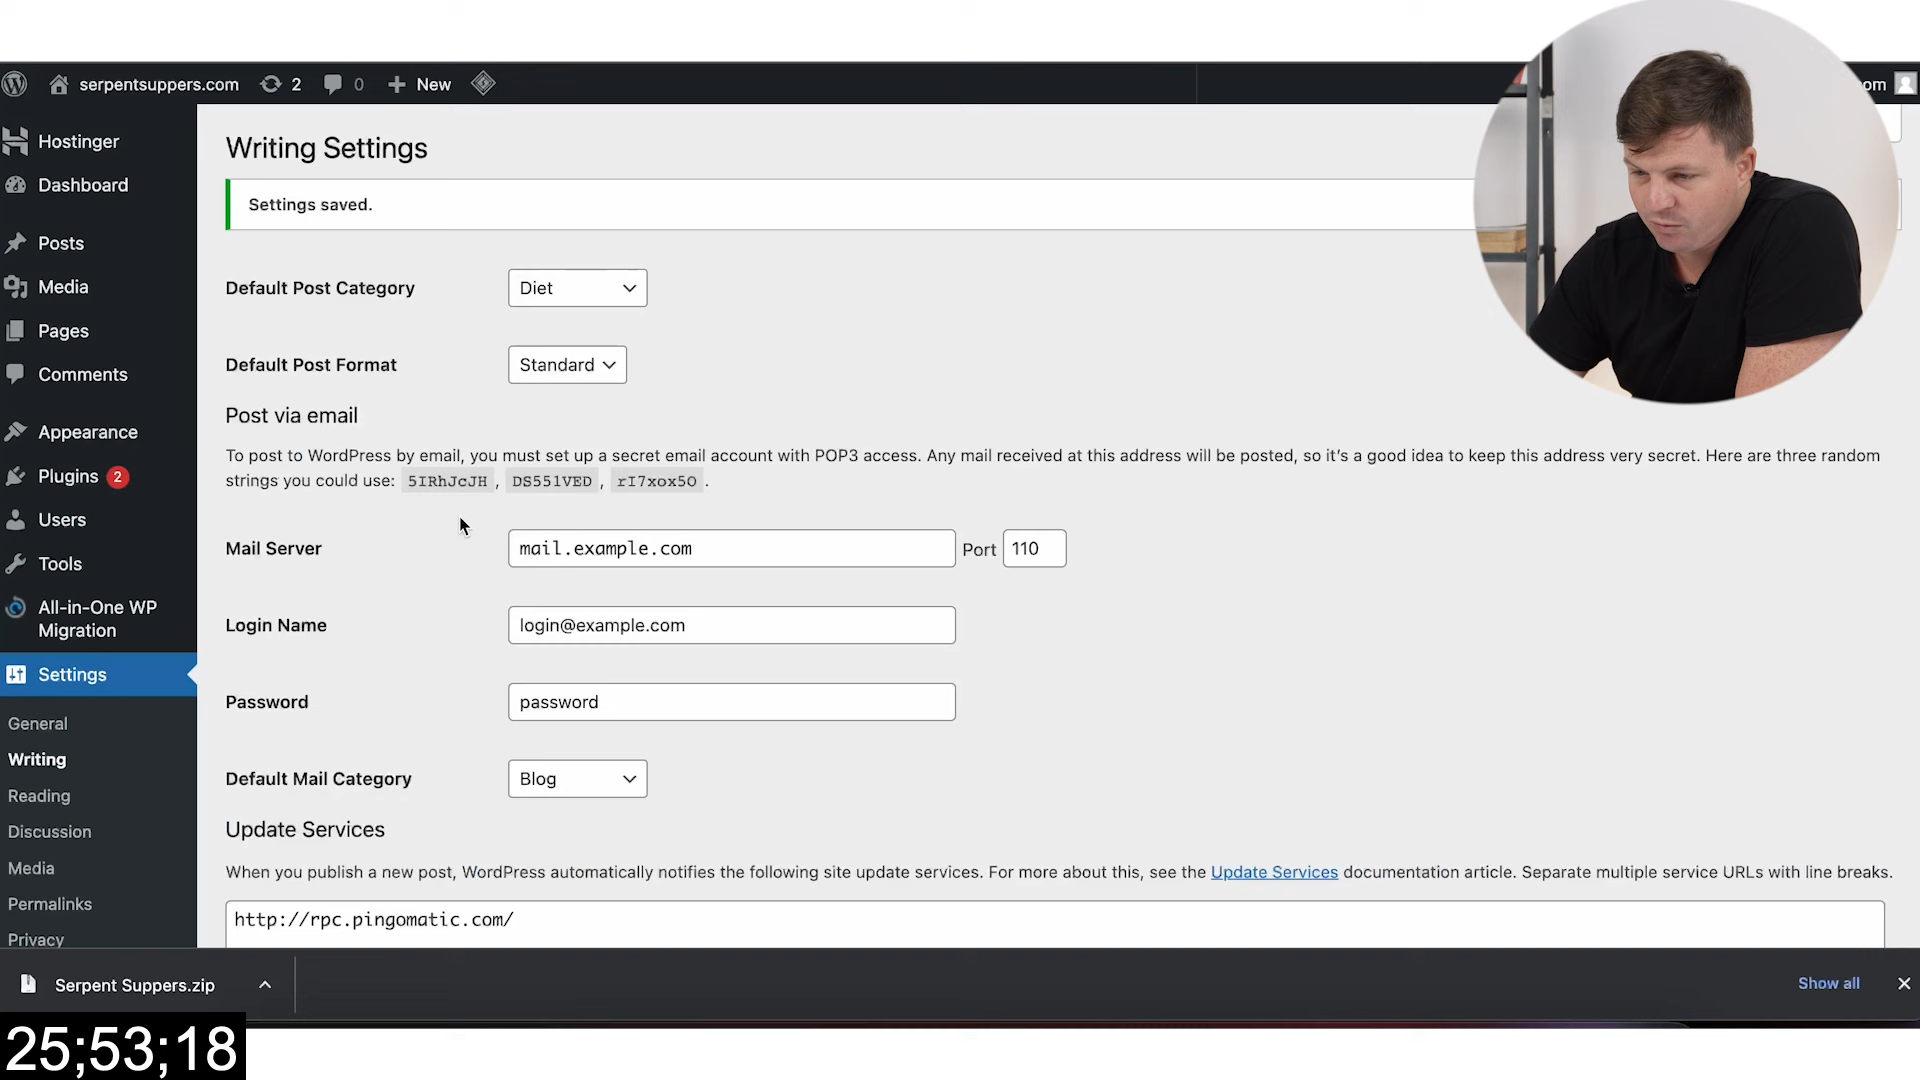 serpentsuppers.com 2 0 New
om
Hostinger
Dashboard
Posts
Media
Pages
Comments
Appearance
Plugins 2
Users
Tools
All-in-One WP
Migration
Settings
General
Writing
Reading
Discussion
Media
Permalinks
Privacy
Writing Settings
Settings saved.
Default Post Category Diet
Default Post Format Standard
Post via email
To post to WordPress by email, you must set up a secret email account with POP3 access. Any mail received at this address will be posted, so it's a good idea to keep this address very secret. Here are three random
strings you could use: 5IRhJcJH , DS551VED , rI7xox5O .
Mail Server mail.example.com Port 110
Login Name login@example.com
Password password
Default Mail Category Blog
Update Services
When you publish a new post, WordPress automatically notifies the following site update services. For more about this, see the Update Services documentation article. Separate multiple service URLs with line breaks.
http://rpc.pingomatic.com/
Serpent Suppers.zip
Show all
25;53;18